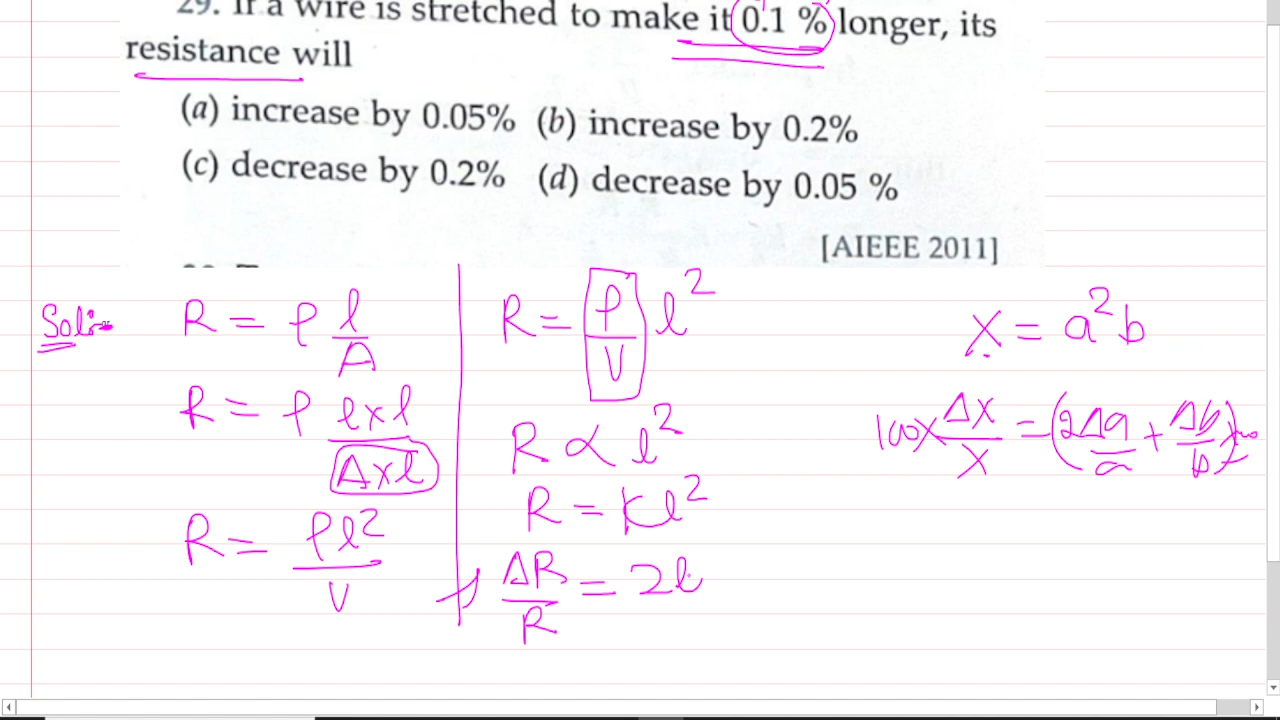 29. If a wire is stretched to make it 0.1 % longer, its
resistance will
(a) increase by 0.05% (b) increase by 0.2%
(c) decrease by 0.2% (d) decrease by 0.05 %
[AIEEE 2011]
Sol:-
R = ρ l/A
R = ρ l×l/A×l
R = ρl²/V
R = ρ/V l²
R ∝ l²
R = Kl²
ΔR/R = 2l
X = a²b
100×ΔX/X = (2Δa/a + Δb/b)